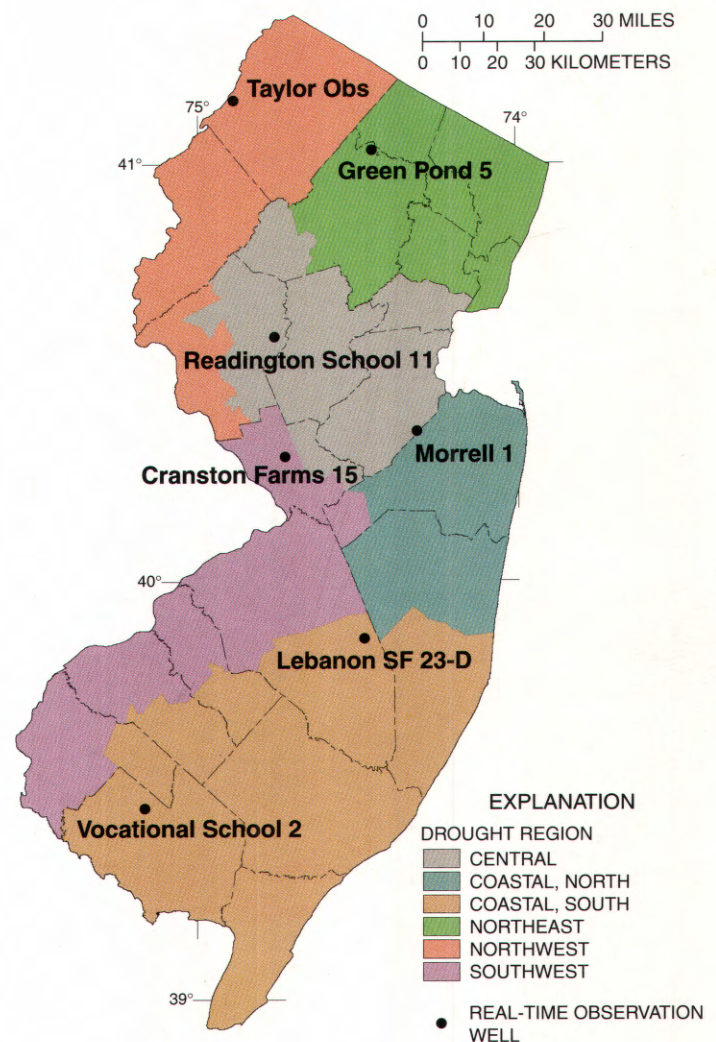 0 10 20 30 MILES
0 10 20 30 KILOMETERS
Taylor Obs
75°
74°
41°
Green Pond 5
Readington School 11
Morrell 1
Cranston Farms 15
40°
Lebanon SF 23-D
Vocational School 2
39°
EXPLANATION
DROUGHT REGION
CENTRAL
COASTAL, NORTH
COASTAL, SOUTH
NORTHEAST
NORTHWEST
SOUTHWEST
REAL-TIME OBSERVATION
WELL